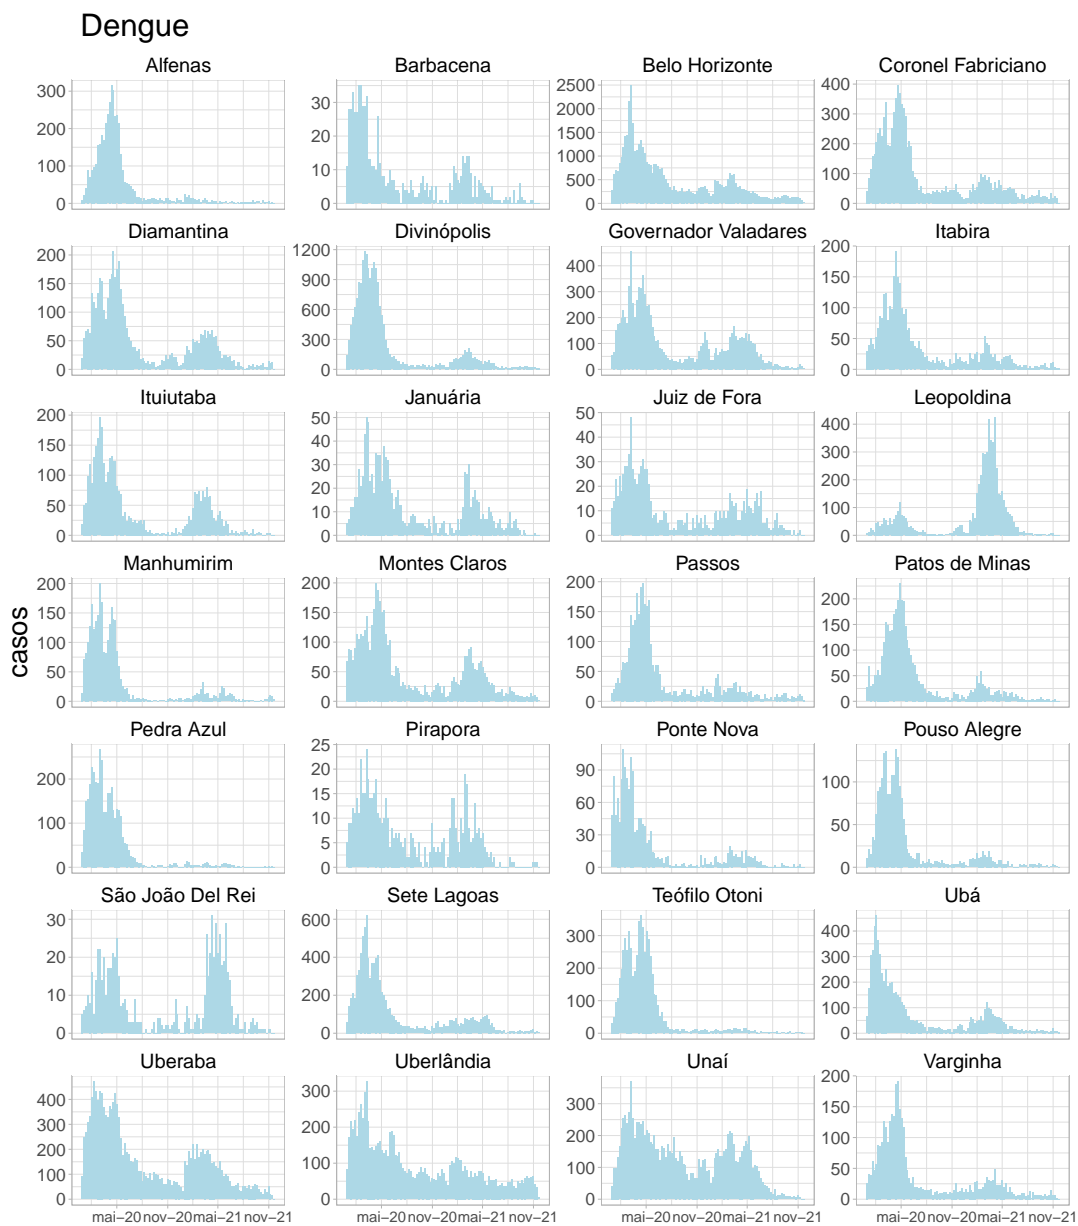 Dengue
Alfenas Barbacena Belo Horizonte Coronel Fabriciano
300 200 100 0
30 20 10 0
2500 2000 1500 1000 500 0
400 300 200 100 0
Diamantina Divinópolis Governador Valadares Itabira
200 150 100 50 0
1200 900 600 300 0
400 300 200 100 0
200 150 100 50 0
Ituiutaba Januária Juiz de Fora Leopoldina
200 150 100 50 0
50 40 30 20 10 0
50 40 30 20 10 0
400 300 200 100 0
Manhumirim Montes Claros Passos Patos de Minas
200 150 100 50 0
200 150 100 50 0
200 150 100 50 0
200 150 100 50 0
casos
Pedra Azul Pirapora Ponte Nova Pouso Alegre
200 100 0
25 20 15 10 5 0
90 60 30 0
100 50 0
São João Del Rei Sete Lagoas Teófilo Otoni Ubá
30 20 10 0
600 400 200 0
300 200 100 0
400 300 200 100 0
Uberaba Uberlândia Unaí Varginha
400 300 200 100 0
300 200 100 0
300 200 100 0
200 150 100 50 0
mai−20 nov−20 mai−21 nov−21 mai−20 nov−20 mai−21 nov−21 mai−20 nov−20 mai−21 nov−21 mai−20 nov−20 mai−21 nov−21